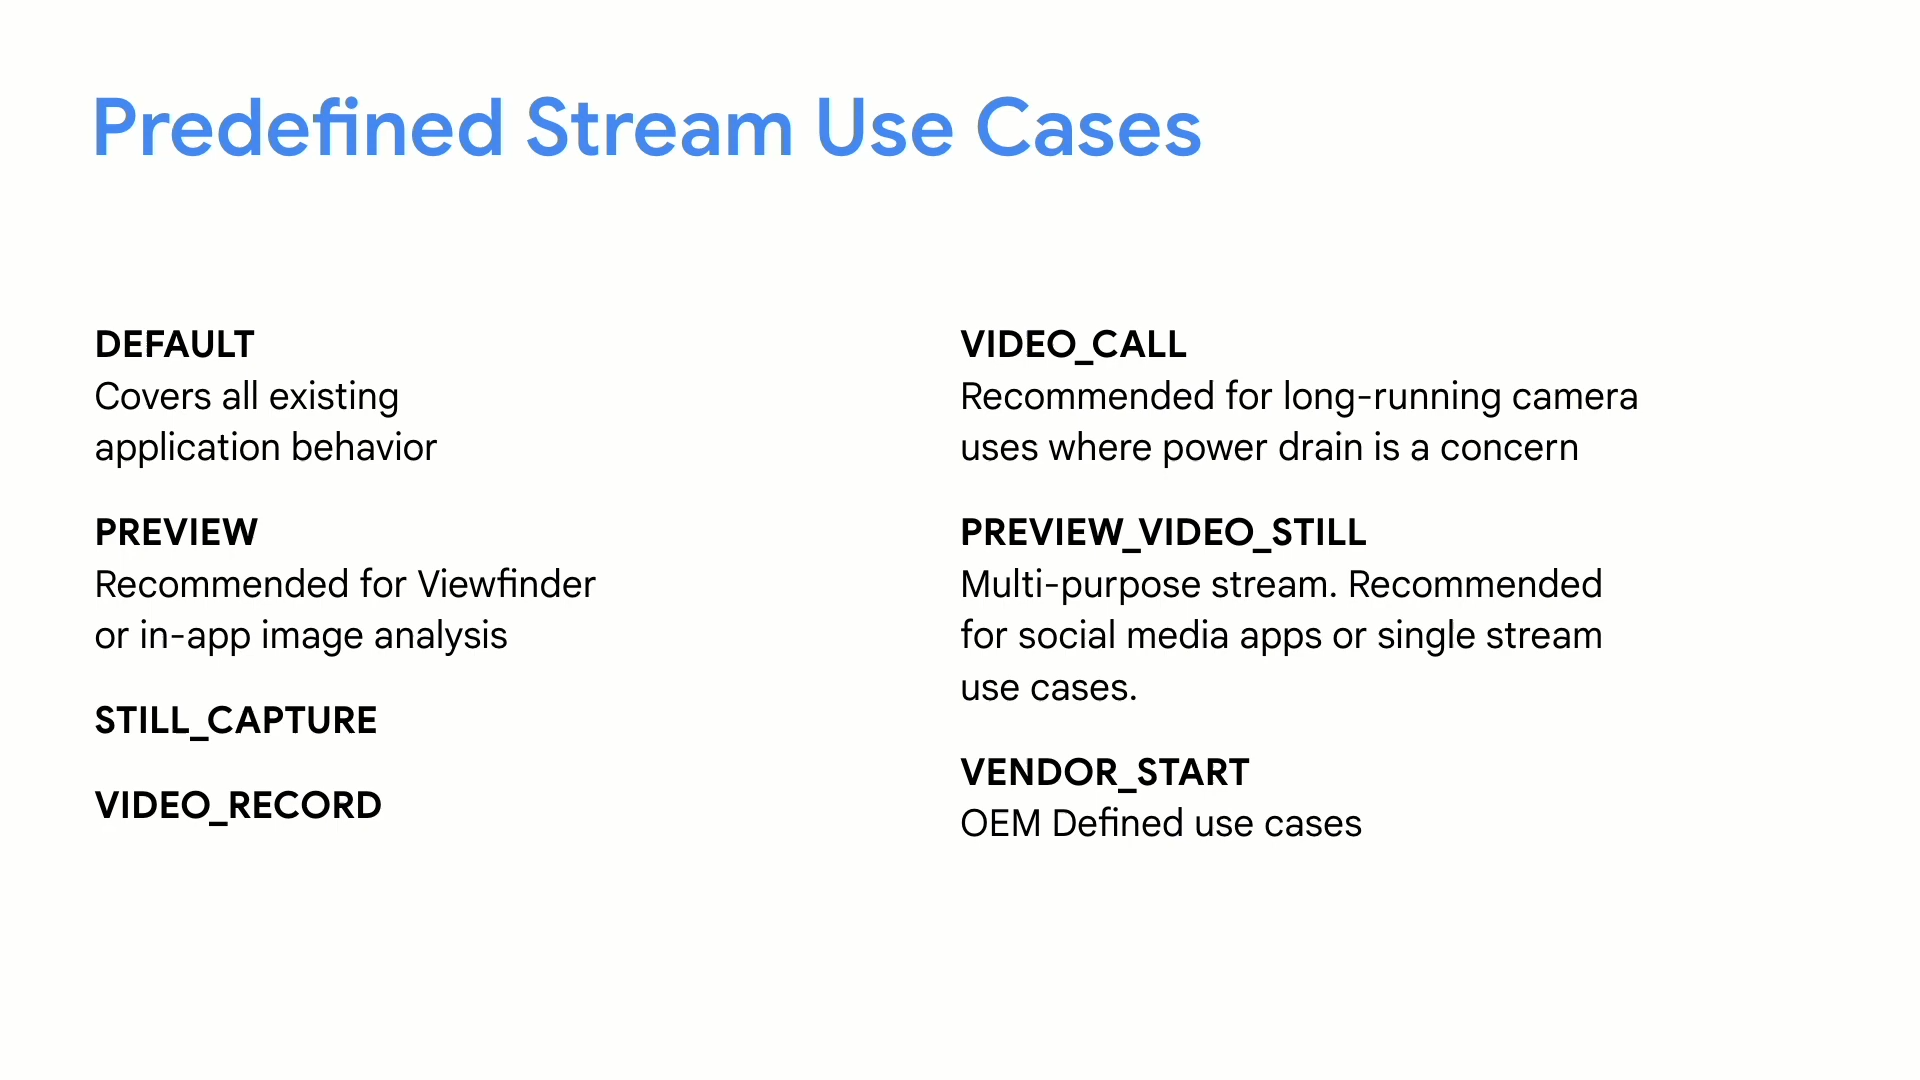 Predefined Stream Use Cases
DEFAULT
Covers all existing
application behavior
PREVIEW
Recommended for Viewfinder
or in-app image analysis
STILL_CAPTURE
VIDEO_RECORD
VIDEO_CALL
Recommended for long-running camera
uses where power drain is a concern
PREVIEW_VIDEO_STILL
Multi-purpose stream. Recommended
for social media apps or single stream
use cases.
VENDOR_START
OEM Defined use cases